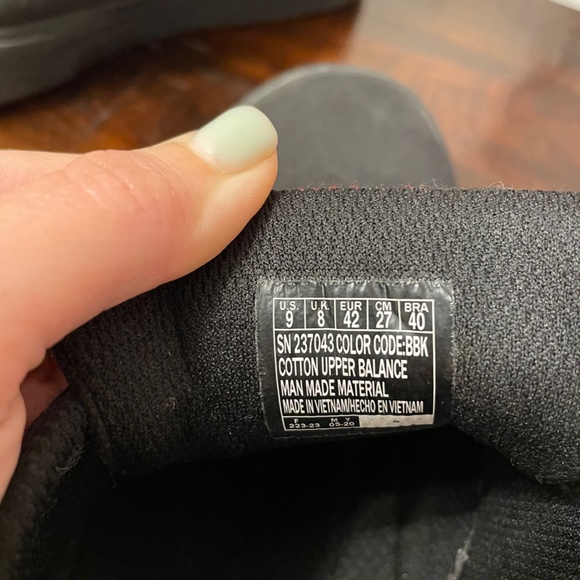 U.S. U.K. EUR CM BRA
9 8 42 27 40
SN 237043 COLOR CODE:BBK
COTTON UPPER BALANCE
MAN MADE MATERIAL
MADE IN VIETNAM/HECHO EN VIETNAM
F M Y
223-23 05-20